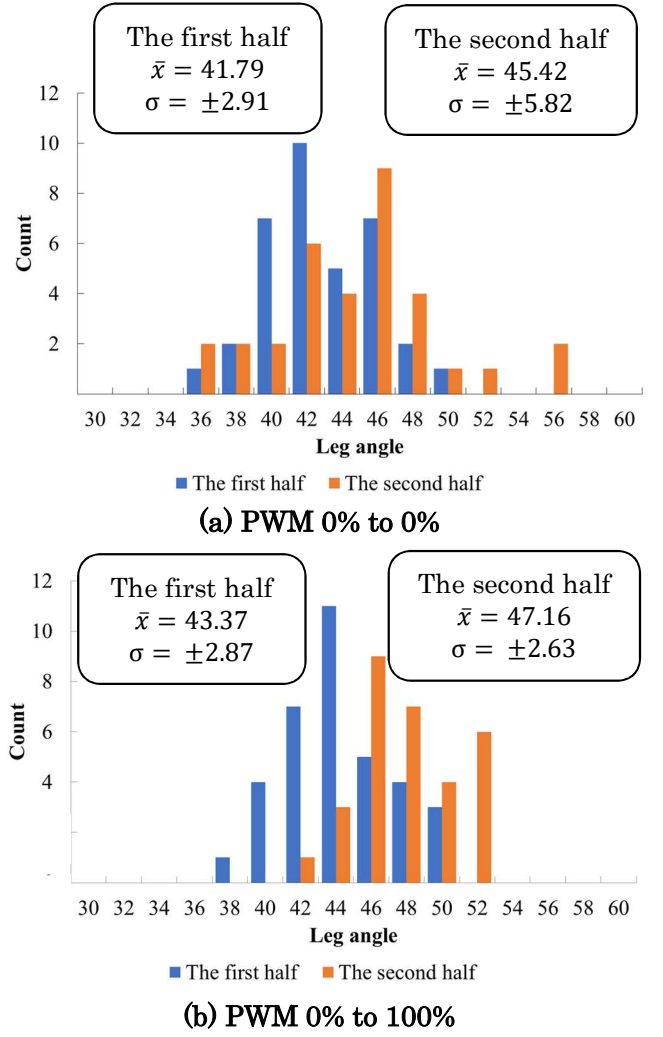 The first half
x̄ = 41.79
σ = ±2.91
The second half
x̄ = 45.42
σ = ±5.82
12
10
8
6
4
2
Count
30 32 34 36 38 40 42 44 46 48 50 52 54 56 58 60
Leg angle
The first half The second half
(a) PWM 0% to 0%
The first half
x̄ = 43.37
σ = ±2.87
The second half
x̄ = 47.16
σ = ±2.63
12
10
8
6
4
-
Count
30 32 34 36 38 40 42 44 46 48 50 52 54 56 58 60
Leg angle
The first half The second half
(b) PWM 0% to 100%